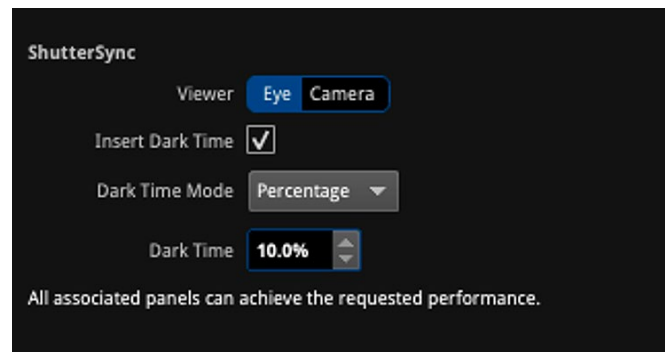 ShutterSync
Viewer Eye Camera
Insert Dark Time
Dark Time Mode Percentage
Dark Time 10.0%
All associated panels can achieve the requested performance.